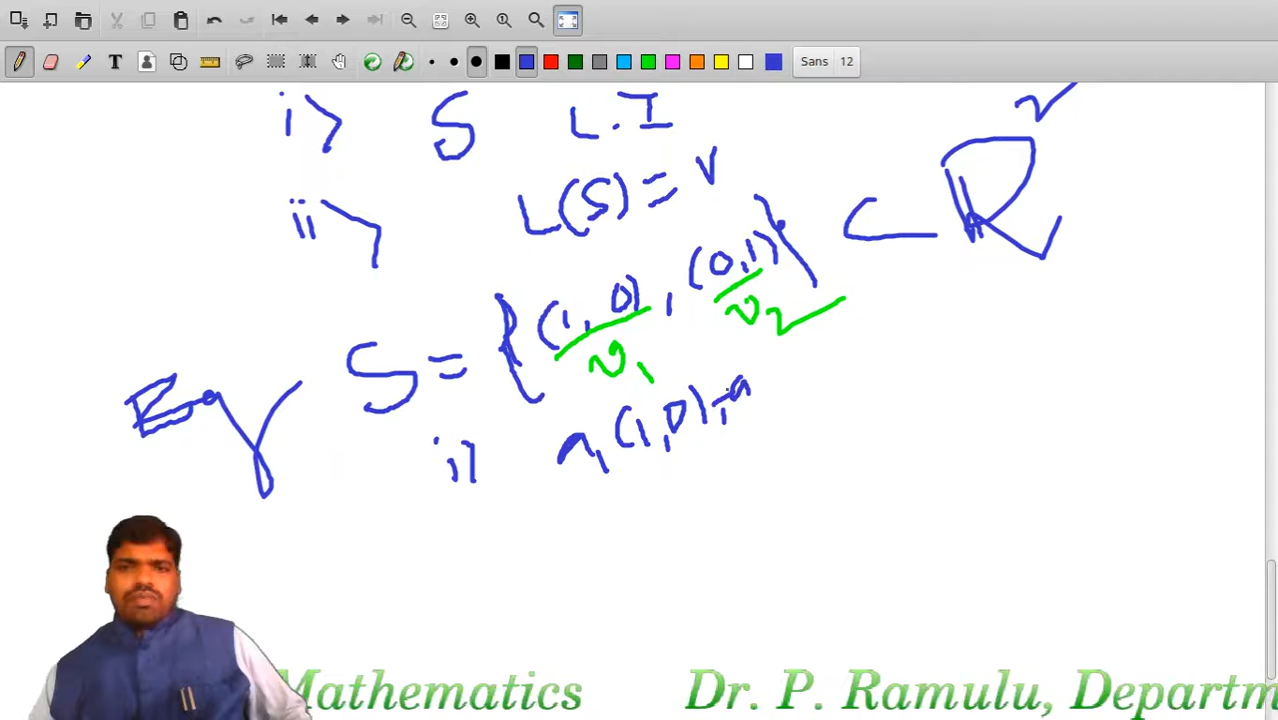 Sans 12
i> S L.I
ii> L(S) = V
Eg S = {(1, 0), (0, 1)} ⊂ R²
v₁ v₂
i) a₁(1,0)+a
Mathematics Dr. P. Ramulu, Departm